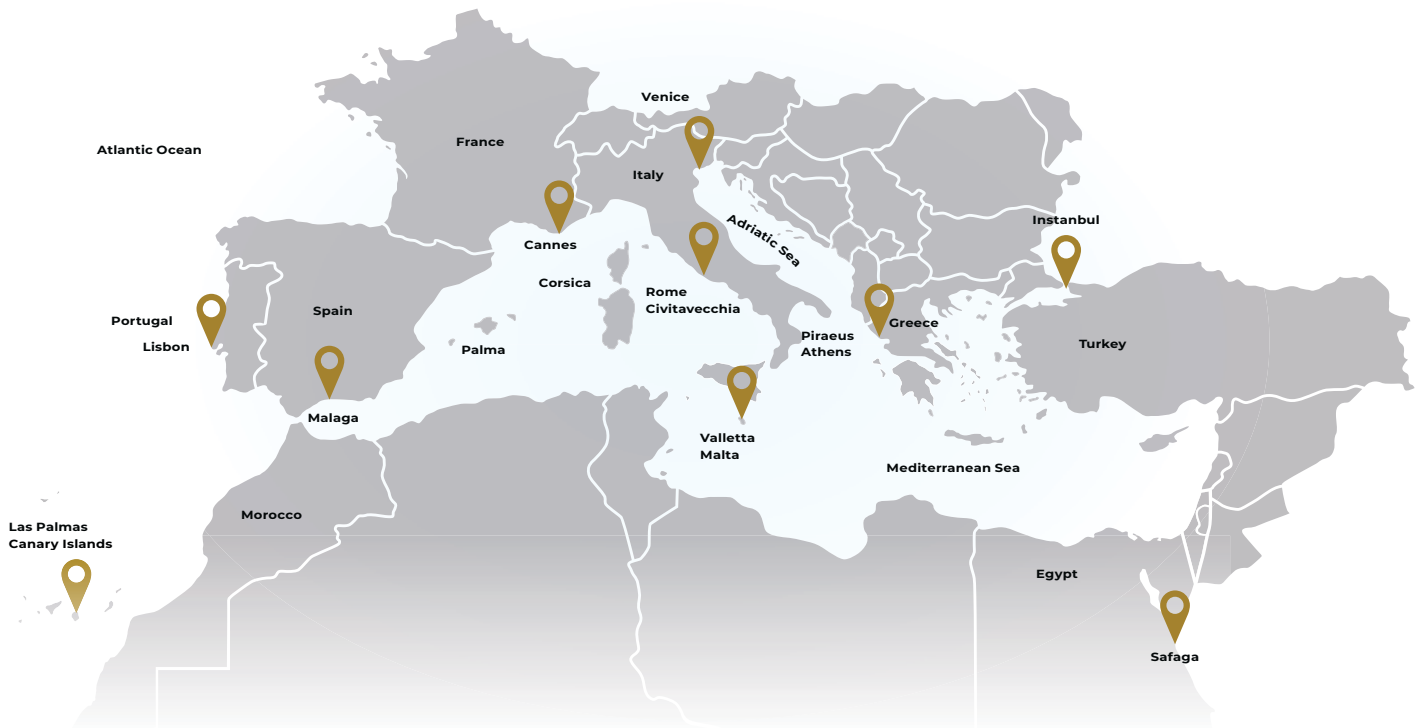 Venice
France
Atlantic Ocean
Italy
Instanbul
Adriatic Sea
Cannes
Corsica
Rome
Civitavecchia
Spain
Portugal
Lisbon
Greece
Piraeus
Athens
Turkey
Palma
Malaga
Valletta
Malta
Mediterranean Sea
Morocco
Las Palmas
Canary Islands
Egypt
Safaga